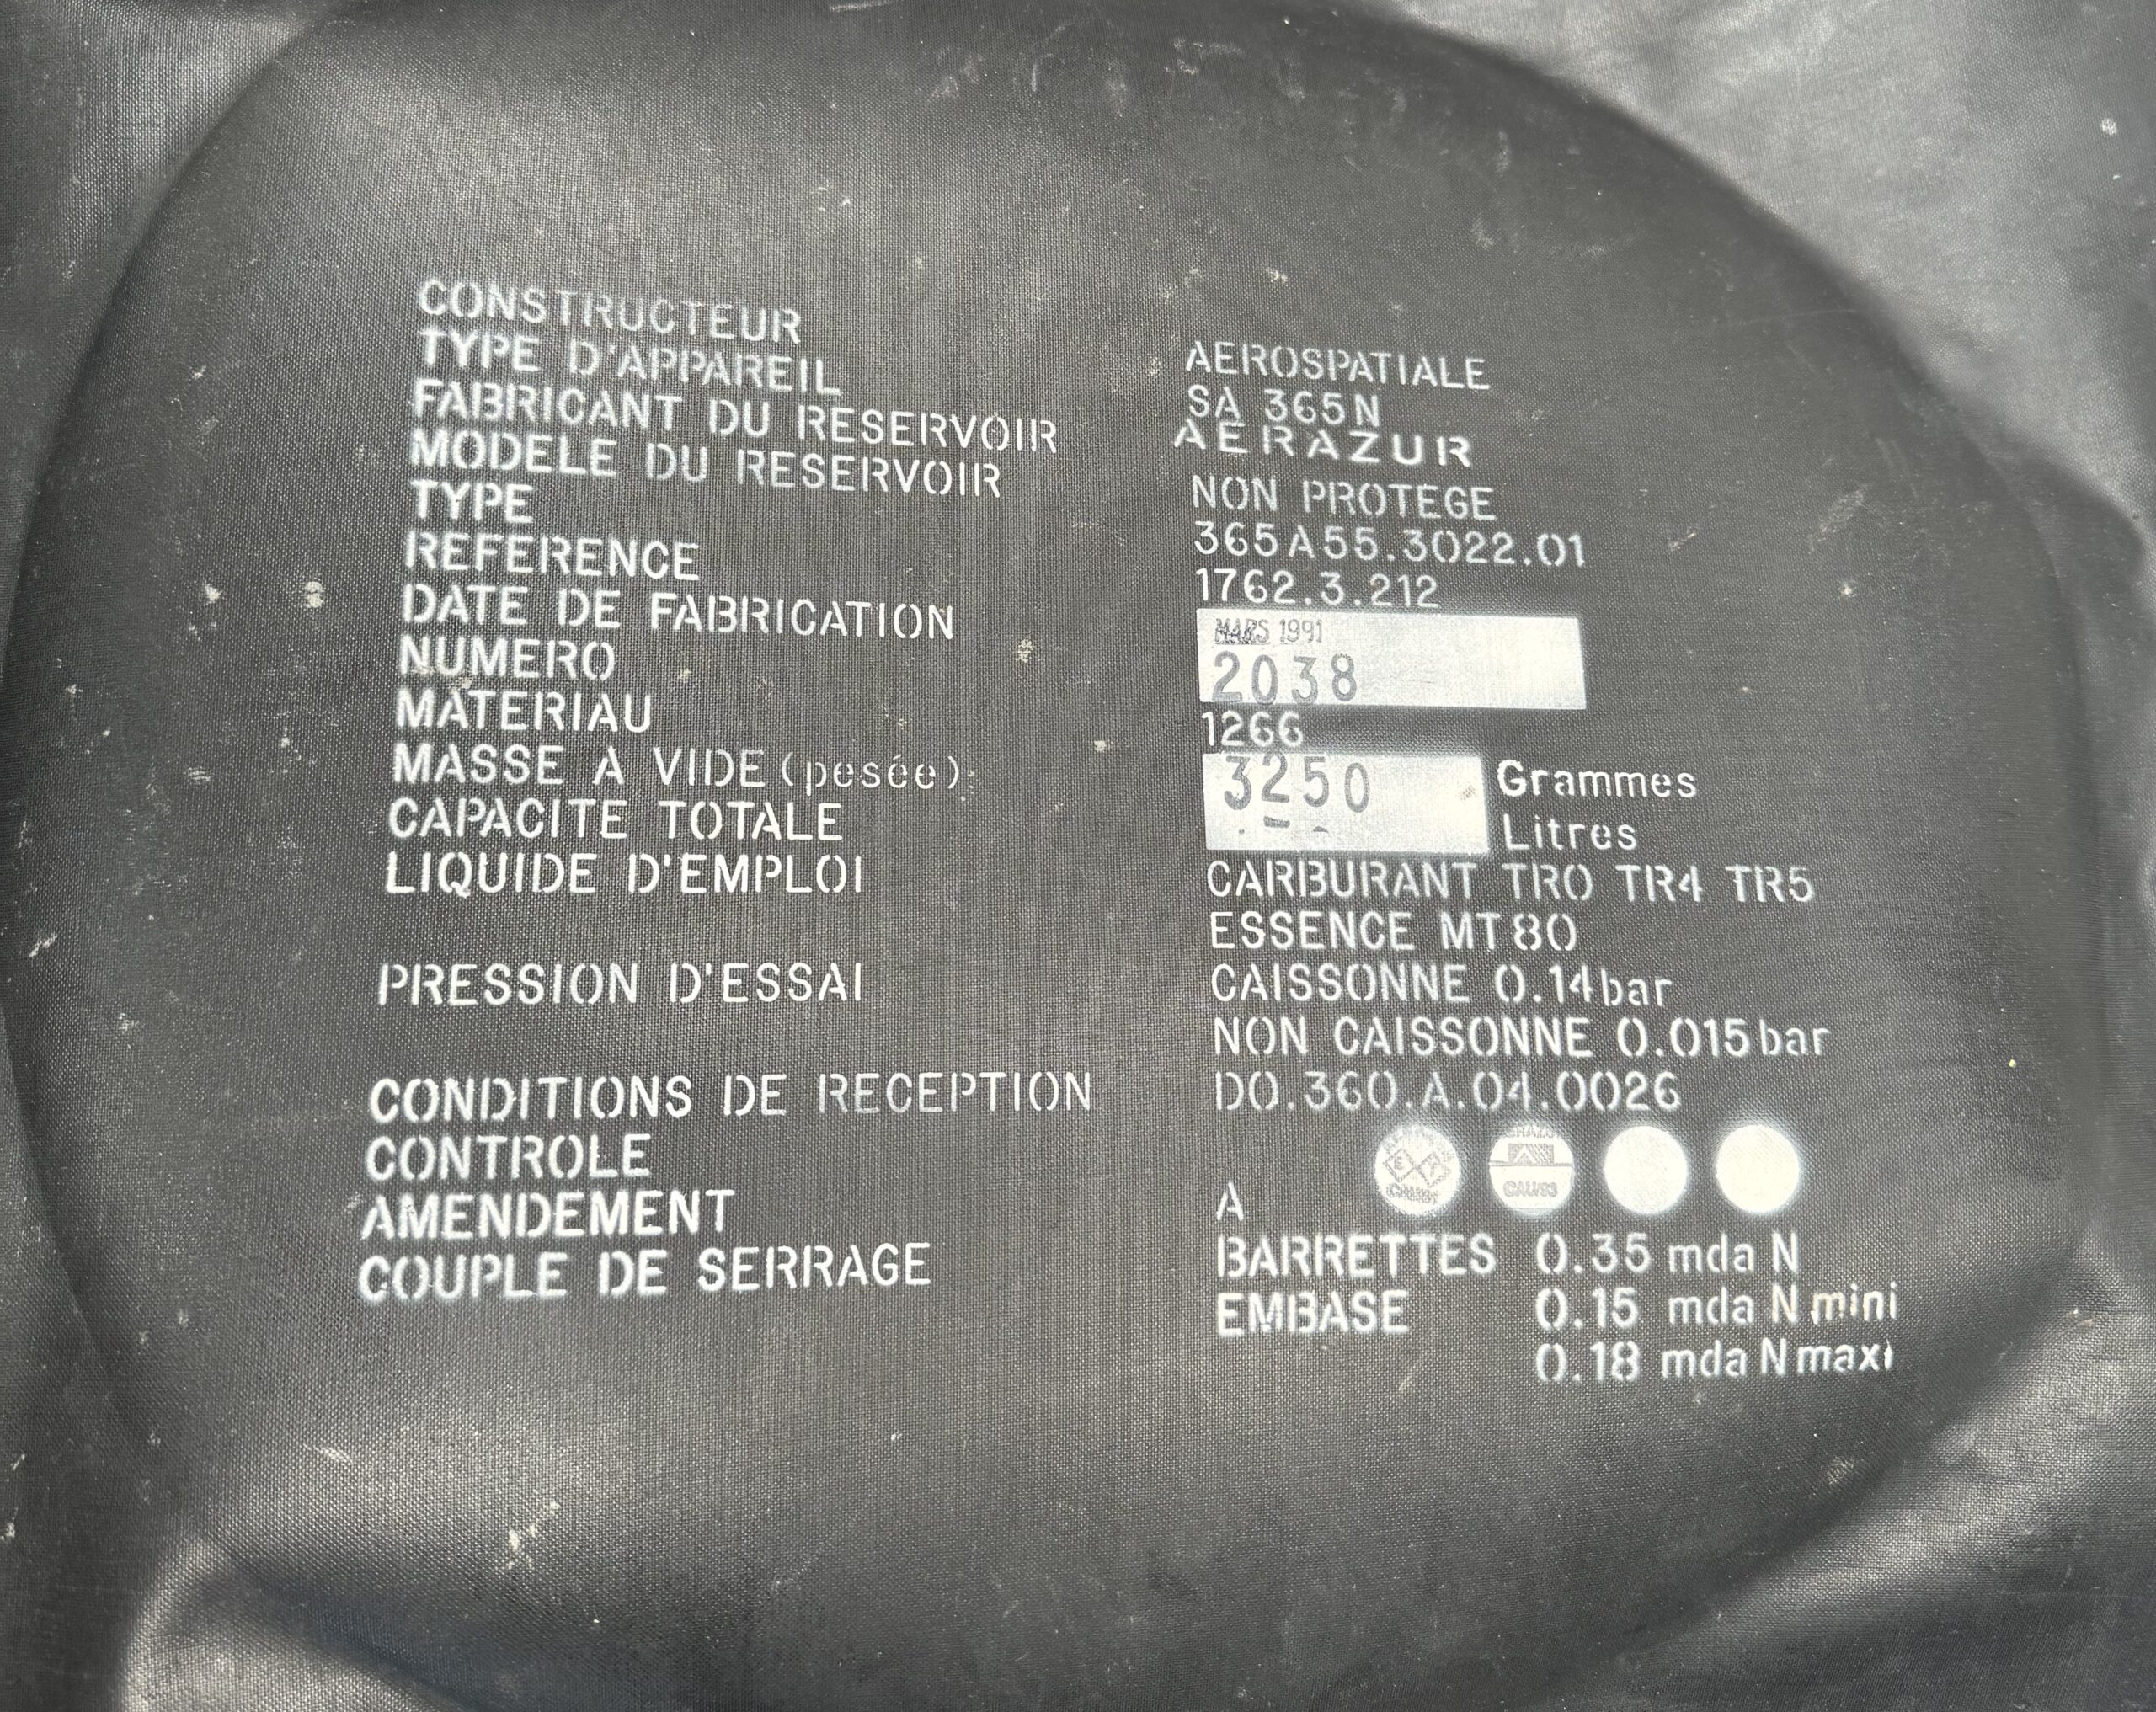 CONSTRUCTEUR AEROSPATIALE
TYPE D'APPAREIL SA 365N
FABRICANT DU RESERVOIR AERAZUR
MODELE DU RESERVOIR NON PROTEGE
TYPE 365A55.3022.01
REFERENCE 1762.3.212
DATE DE FABRICATION MARS 1991
NUMERO 2038
MATERIAU 1266
MASSE A VIDE (pesée): 3250 Grammes
CAPACITE TOTALE Litres
LIQUIDE D'EMPLOI CARBURANT TRO TR4 TR5
ESSENCE MT80
PRESSION D'ESSAI CAISSONNE 0.14bar
NON CAISSONNE 0.015bar
CONDITIONS DE RECEPTION DO.360.A.04.0026
CONTROLE
AMENDEMENT A
COUPLE DE SERRAGE BARRETTES 0.35 mda N
EMBASE 0.15 mda N mini
0.18 mda N maxi